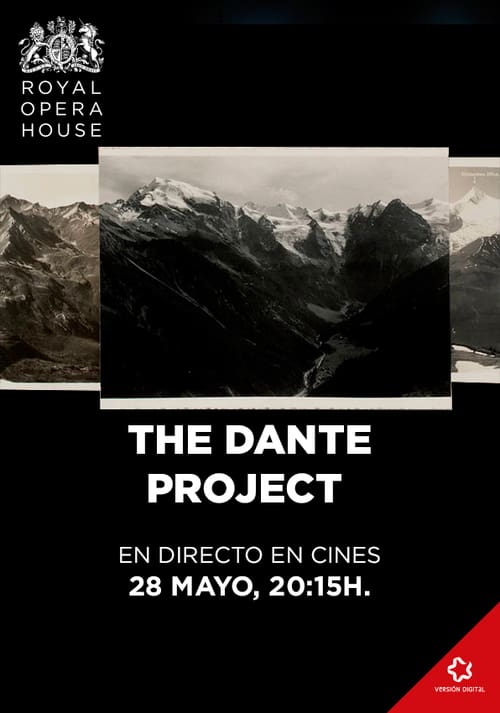 ROYAL
OPERA
HOUSE
THE DANTE
PROJECT
EN DIRECTO EN CINES
28 MAYO, 20:15H.
VERSIÓN DIGITAL